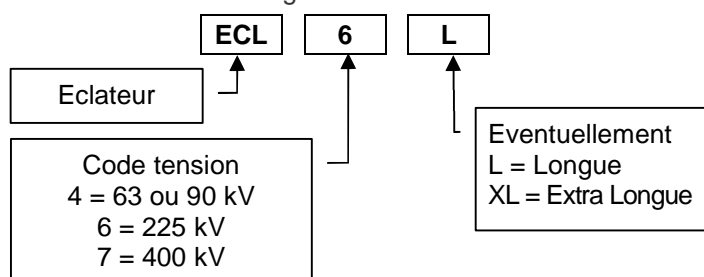 ECL 6 L
Eclateur
Code tension
4 = 63 ou 90 kV
6 = 225 kV
7 = 400 kV
Eventuellement
L = Longue
XL = Extra Longue